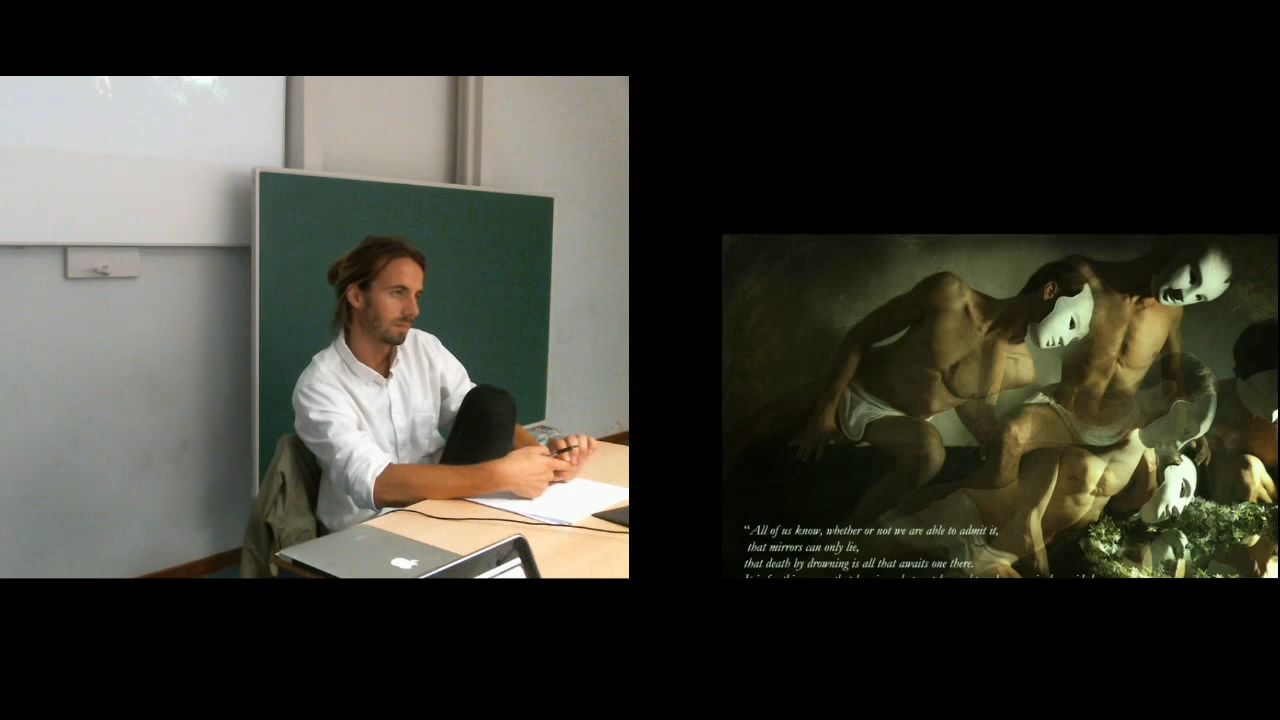 “All of us know, whether or not we are able to admit it,
that mirrors can only lie,
that death by drowning is all that awaits one there.